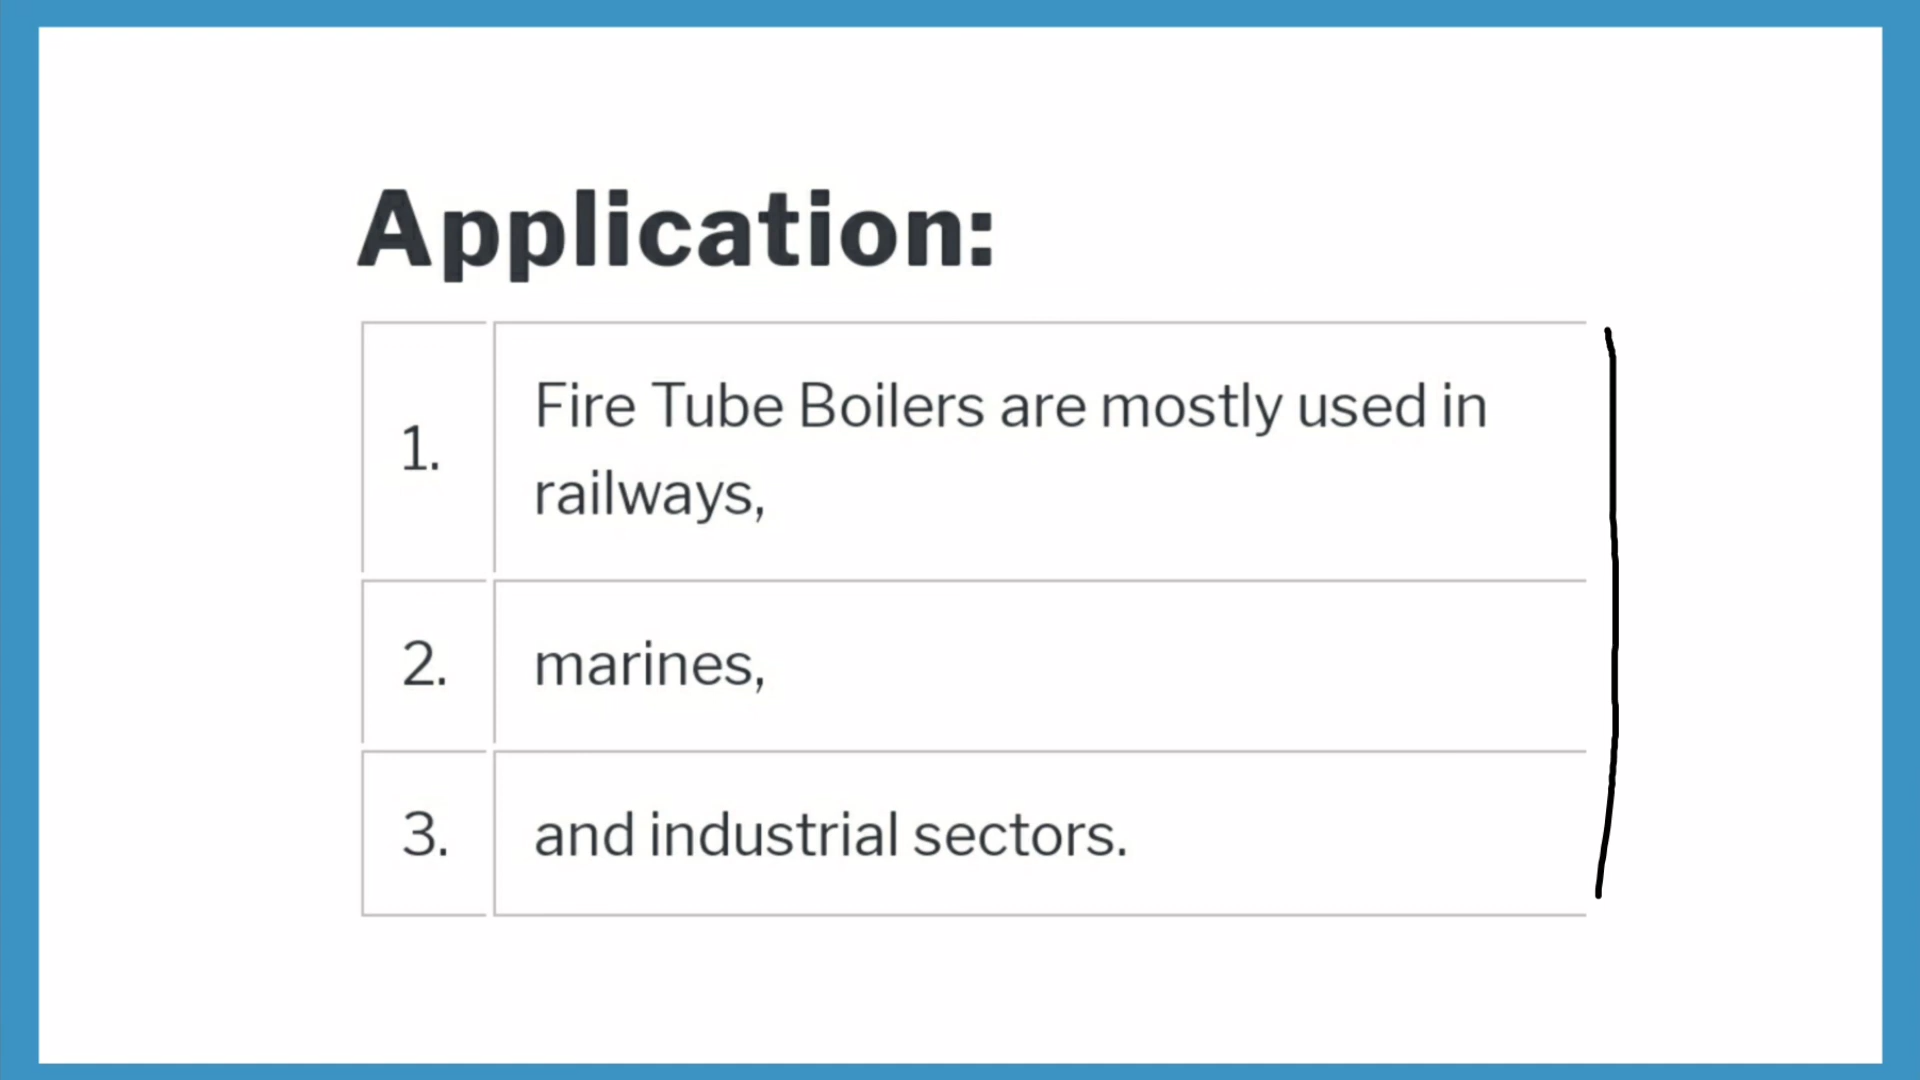 Application:
1. Fire Tube Boilers are mostly used in
railways,
2. marines,
3. and industrial sectors.